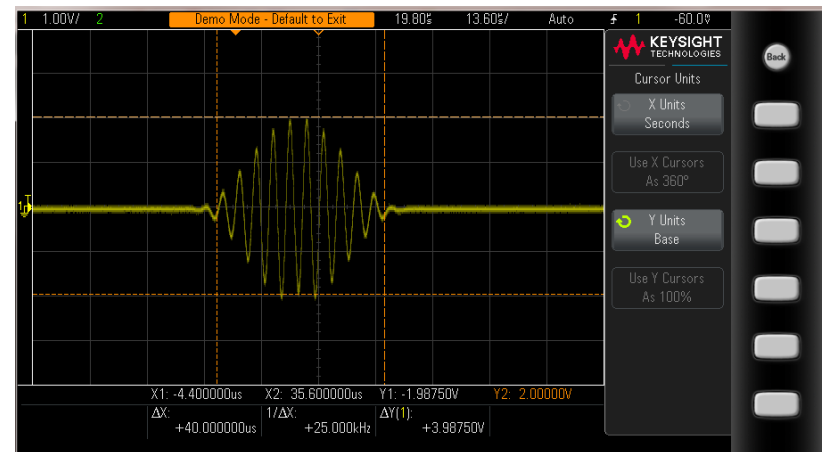 1 1.00V/ 2 Demo Mode - Default to Exit 19.80s 13.60s/ Auto 1 -60.0V
KEYSIGHT
TECHNOLOGIES
Back
Cursor Units
X Units
Seconds
Use X Cursors
As 360°
Y Units
Base
Use Y Cursors
As 100%
1
X1: -4.400000us X2: 35.600000us Y1: -1.98750V Y2: 2.00000V
ΔX: 1/ΔX: ΔY(1):
+40.000000us +25.000kHz +3.98750V